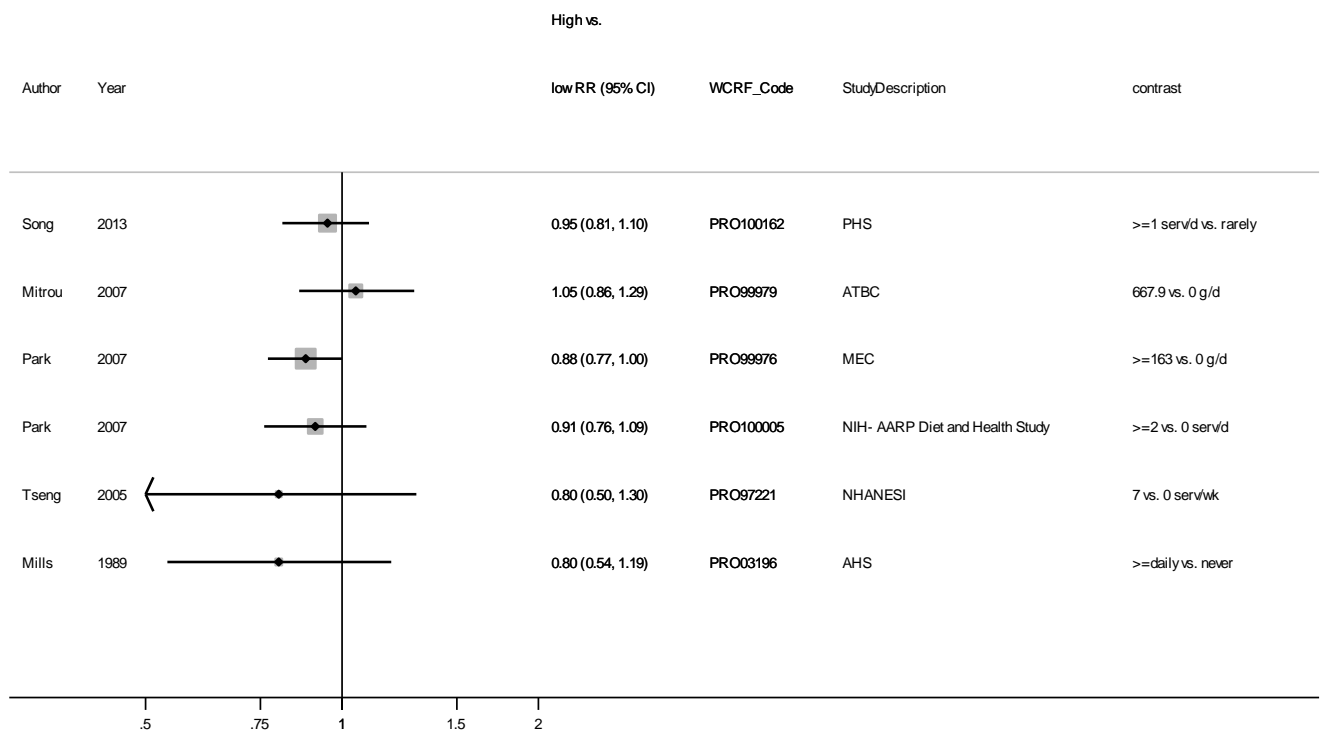 High vs.
Author Year low RR (95% CI) WCRF_Code StudyDescription contrast
Song 2013 0.95 (0.81, 1.10) PRO100162 PHS >=1 serv/d vs. rarely
Mitrou 2007 1.05 (0.86, 1.29) PRO99979 ATBC 667.9 vs. 0 g/d
Park 2007 0.88 (0.77, 1.00) PRO99976 MEC >=163 vs. 0 g/d
Park 2007 0.91 (0.76, 1.09) PRO100005 NIH- AARP Diet and Health Study >=2 vs. 0 serv/d
Tseng 2005 0.80 (0.50, 1.30) PRO97221 NHANESI 7 vs. 0 serv/wk
Mills 1989 0.80 (0.54, 1.19) PRO03196 AHS >=daily vs. never
.5 .75 1 1.5 2